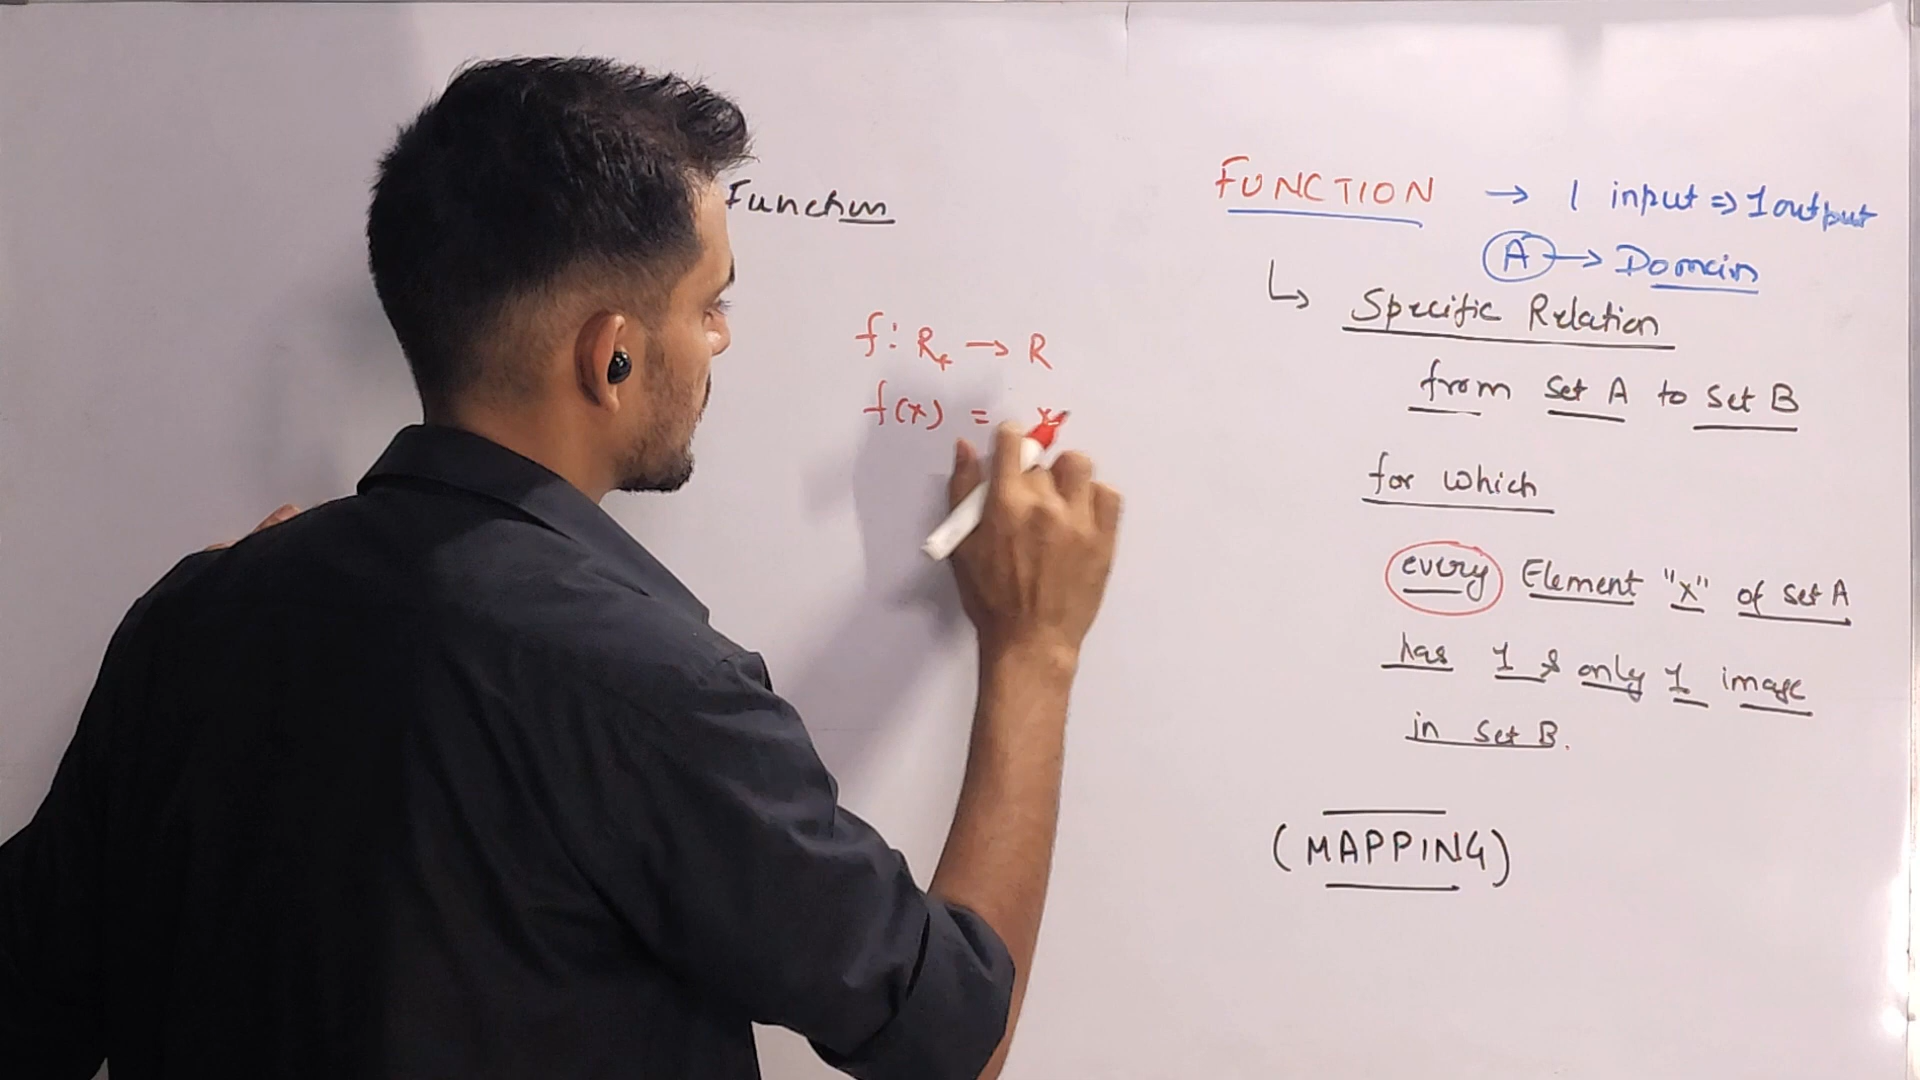 Function
f: R+ → R
f(x) = x
FUNCTION → 1 input ⇒ 1 output
A → Domain
↳ Specific Relation
from Set A to Set B
for which
every Element "x" of Set A
has 1 & only 1 image
in Set B.
(MAPPING)